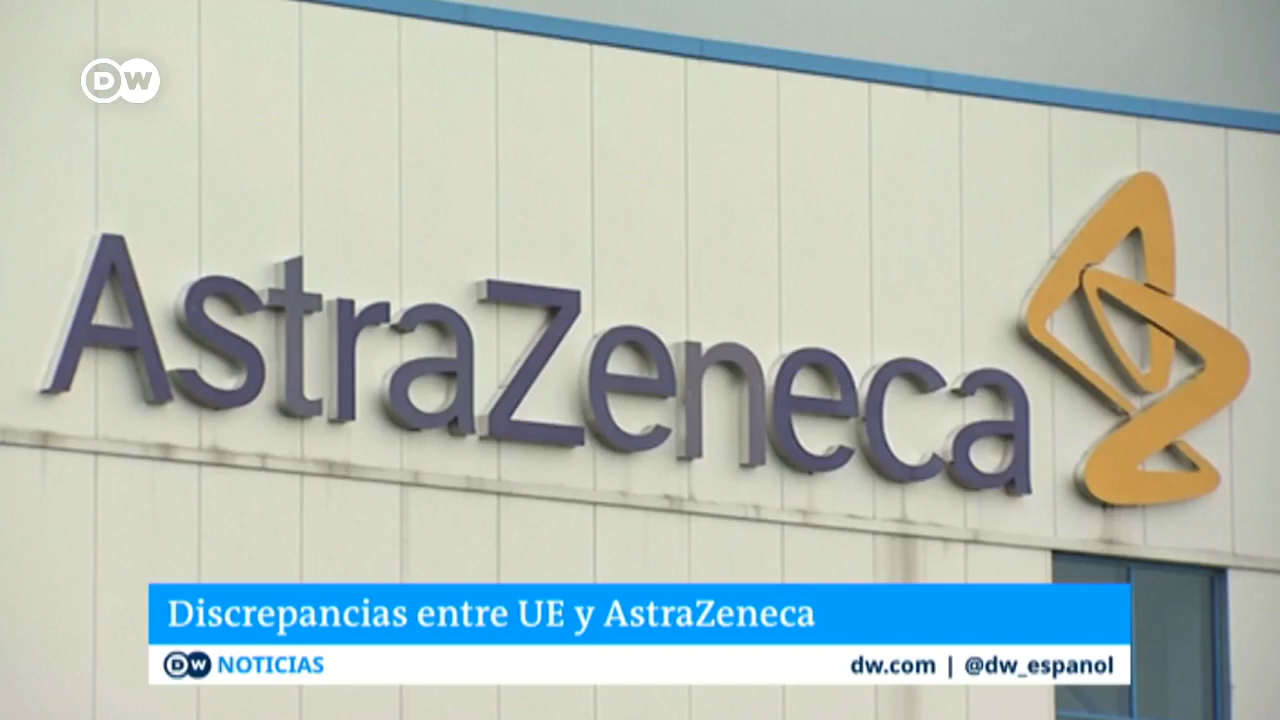 DW
AstraZeneca
Discrepancias entre UE y AstraZeneca
DW NOTICIAS
dw.com | @dw_espanol